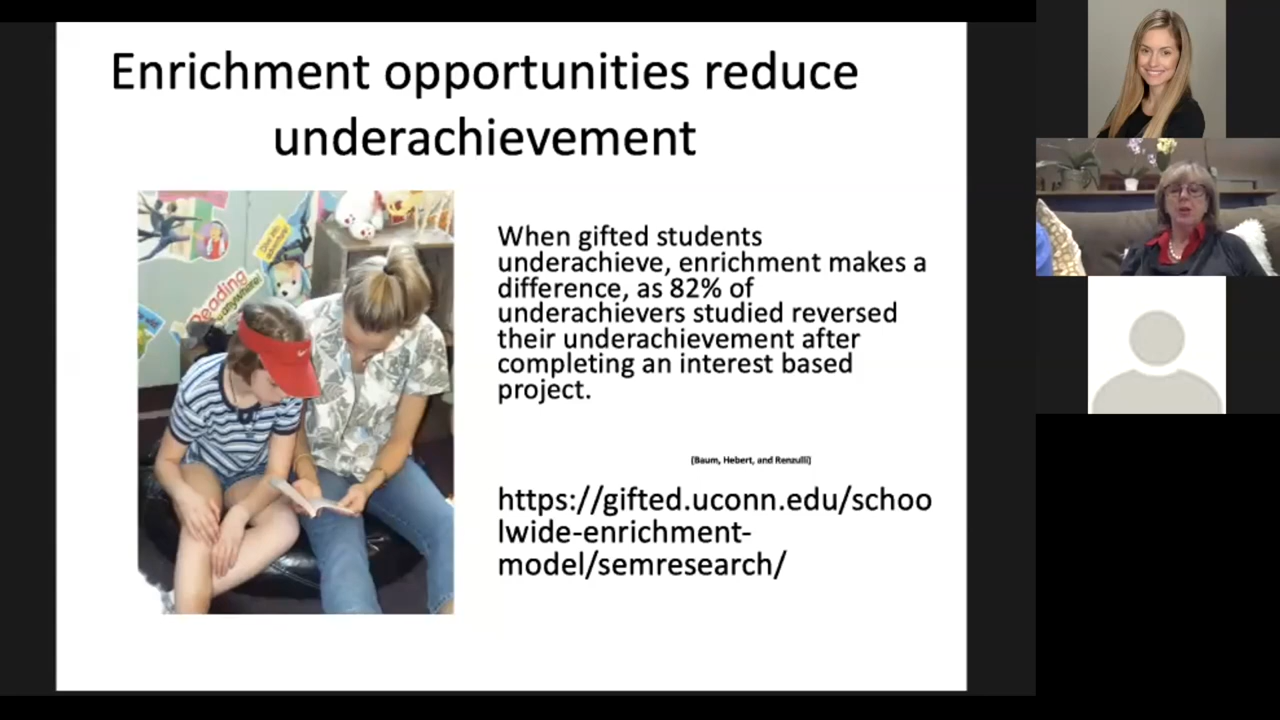 Enrichment opportunities reduce
underachievement
Reading
anywhere!
When gifted students
underachieve, enrichment makes a
difference, as 82% of
underachievers studied reversed
their underachievement after
completing an interest based
project.
(Baum, Hebert, and Renzulli)
https://gifted.uconn.edu/schoo
lwide-enrichment-
model/semresearch/